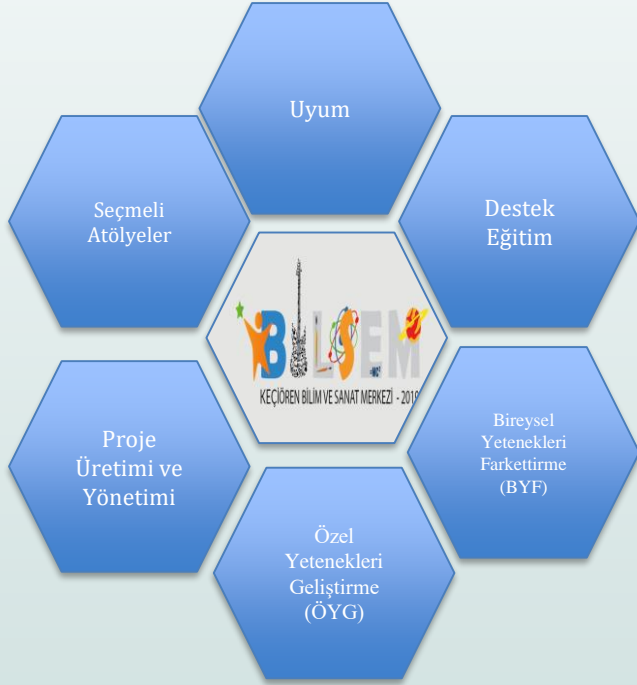 Uyum
Destek
Eğitim
Bireysel
Yetenekleri
Farkettirme
(BYF)
Özel
Yetenekleri
Geliştirme
(ÖYG)
Proje
Üretimi ve
Yönetimi
Seçmeli
Atölyeler
BİLSEM
KEÇİÖREN BİLİM VE SANAT MERKEZİ - 201